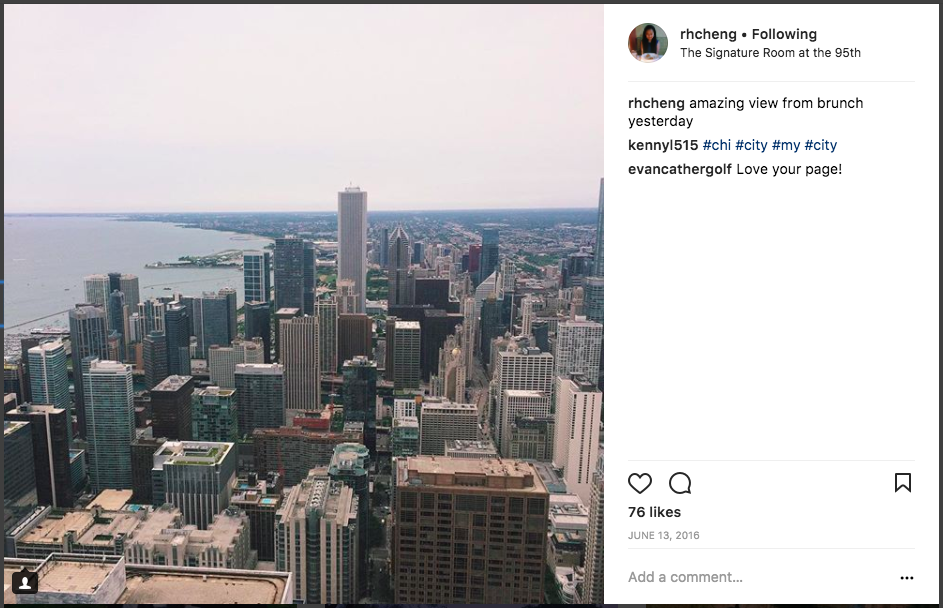 rhcheng • Following
The Signature Room at the 95th
rhcheng amazing view from brunch
yesterday
kennyl515 #chi #city #my #city
evancathergolf Love your page!
76 likes
JUNE 13, 2016
Add a comment...